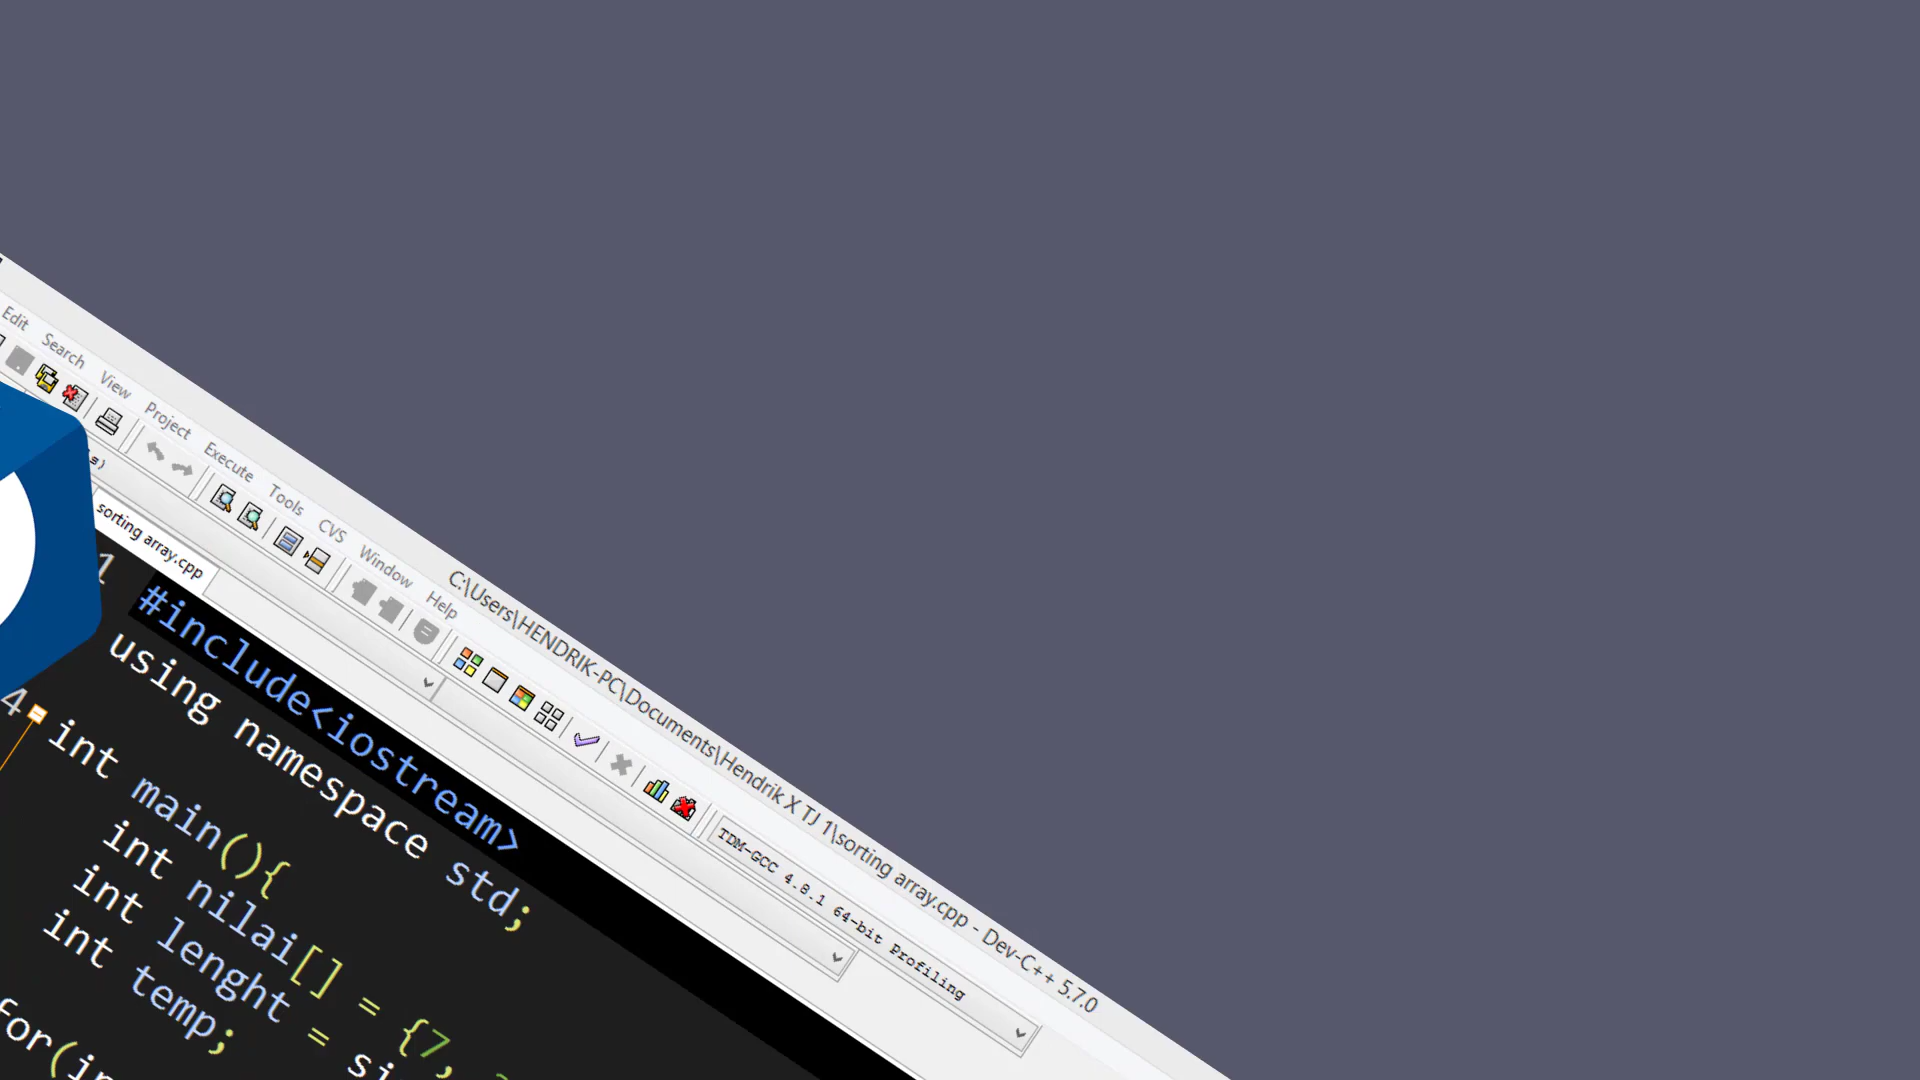 C:\Users\HENDRIK-PC\Documents\Hendrik X TJ 1\sorting array.cpp - Dev-C++ 5.7.0
Edit Search View Project Execute Tools CVS Window Help
TDM-GCC 4.8.1 64-bit Profiling
sorting array.cpp
1 #include<iostream>
using namespace std;
4 int main(){
int nilai[] = {7,
int lenght =
int temp;